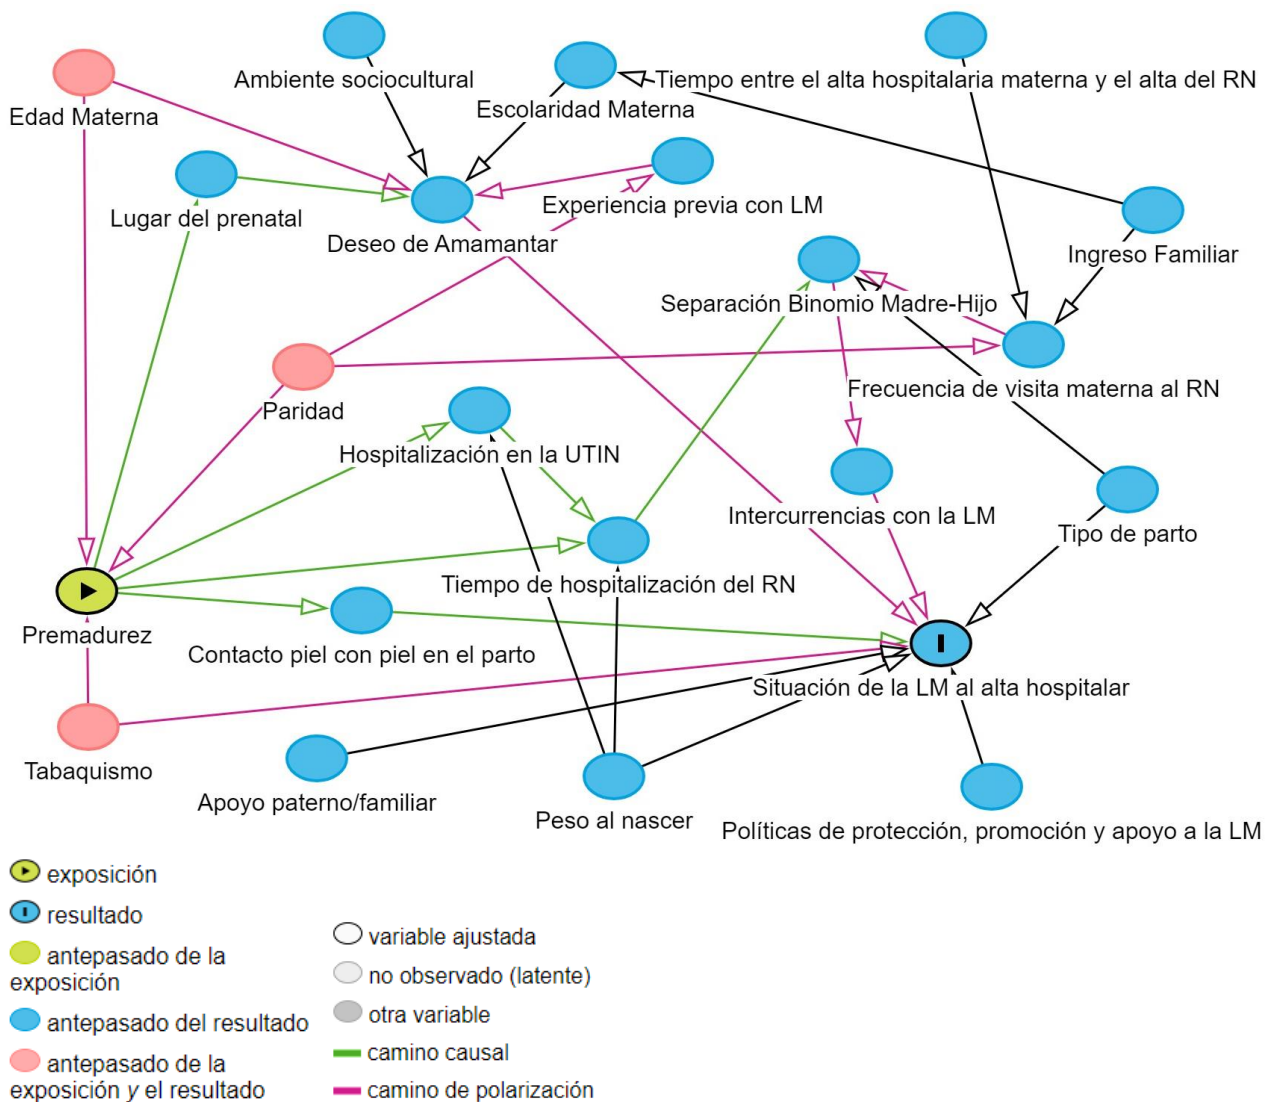 Ambiente sociocultural
Tiempo entre el alta hospitalaria materna y el alta del RN
Escolaridad Materna
Edad Materna
Lugar del prenatal
Experiencia previa con LM
Deseo de Amamantar
Ingreso Familiar
Separación Binomio Madre-Hijo
Frecuencia de visita materna al RN
Paridad
Hospitalización en la UTIN
Intercurrencias con la LM
Tipo de parto
Tiempo de hospitalización del RN
Premadurez
Contacto piel con piel en el parto
Situación de la LM al alta hospitalar
Tabaquismo
Apoyo paterno/familiar
Peso al nascer
Políticas de protección, promoción y apoyo a la LM
exposición
resultado
antepasado de la
exposición
antepasado del resultado
antepasado de la
exposición y el resultado
variable ajustada
no observado (latente)
otra variable
camino causal
camino de polarización